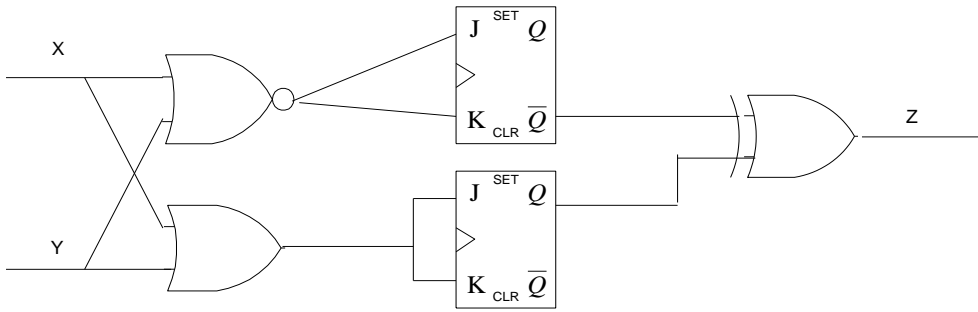 X
Y
J SET Q
K CLR Q̅
J SET Q
K CLR Q̅
Z